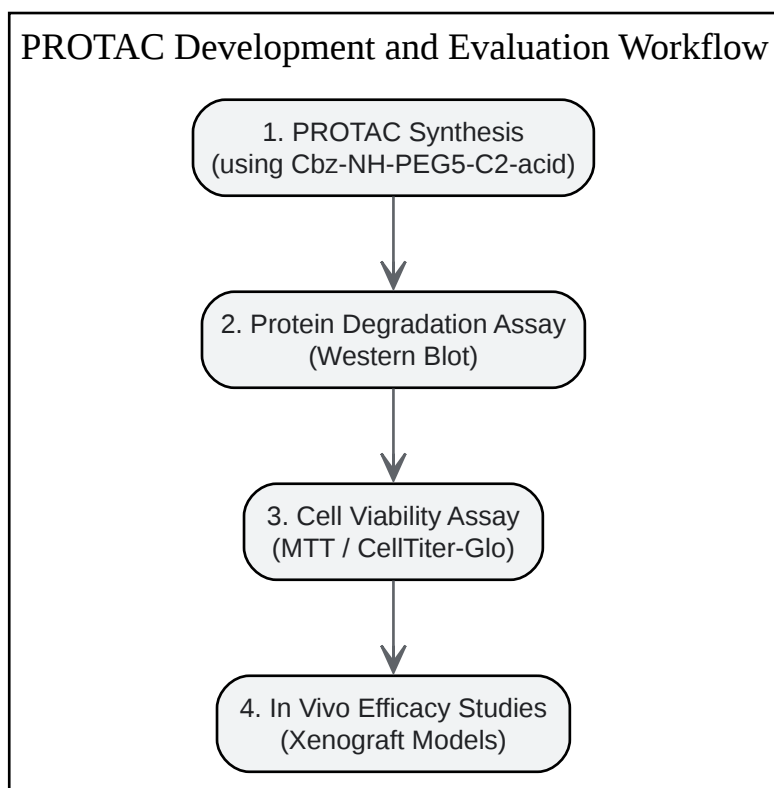 PROTAC Development and Evaluation Workflow
1. PROTAC Synthesis
(using Cbz-NH-PEG5-C2-acid)
2. Protein Degradation Assay
(Western Blot)
3. Cell Viability Assay
(MTT / CellTiter-Glo)
4. In Vivo Efficacy Studies
(Xenograft Models)